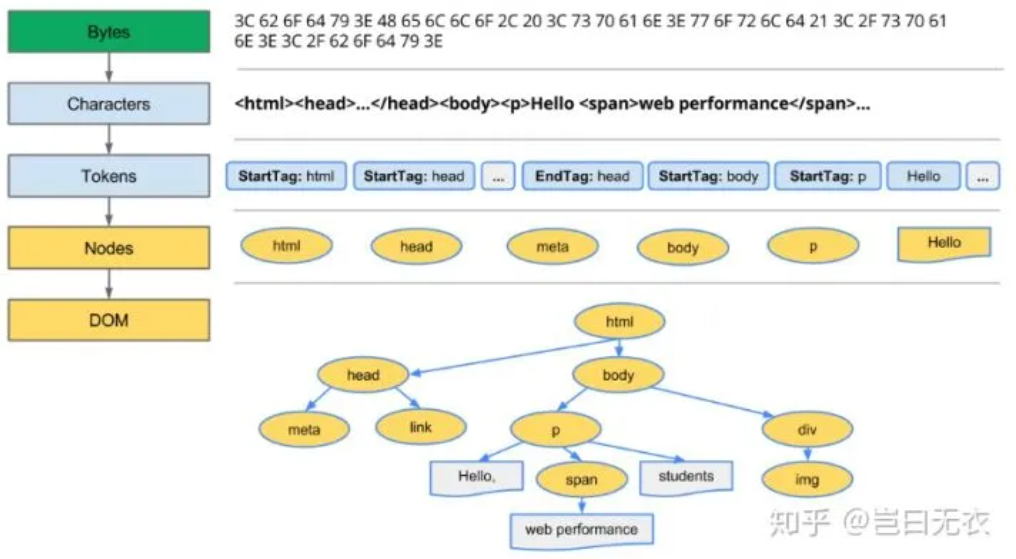 Bytes
3C 62 6F 64 79 3E 48 65 6C 6C 6F 2C 20 3C 73 70 61 6E 3E 77 6F 72 6C 64 21 3C 2F 73 70 61
6E 3E 3C 2F 62 6F 64 79 3E
Characters
<html><head>...</head><body><p>Hello <span>web performance</span>...
Tokens
StartTag: html
StartTag: head
...
EndTag: head
StartTag: body
StartTag: p
Hello
...
Nodes
html
head
meta
body
p
Hello
DOM
html
head
body
meta
link
p
div
Hello,
span
students
img
web performance
知乎 @岂曰无衣